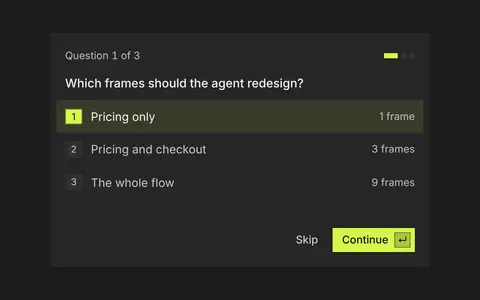 Question 1 of 3
Which frames should the agent redesign?
1 Pricing only 1 frame
2 Pricing and checkout 3 frames
3 The whole flow 9 frames
Skip Continue ↵